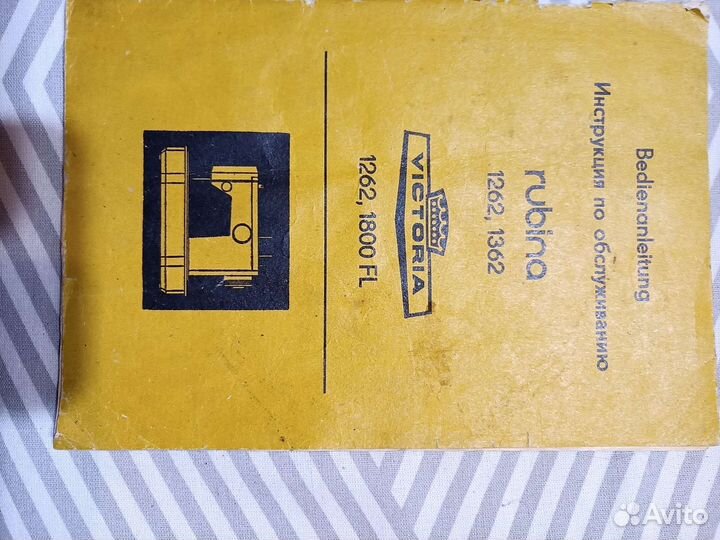 Bedienanleitung
Инструкция по обслуживанию
rubina
1262, 1362
VICTORIA
1262, 1800 FL
Avito